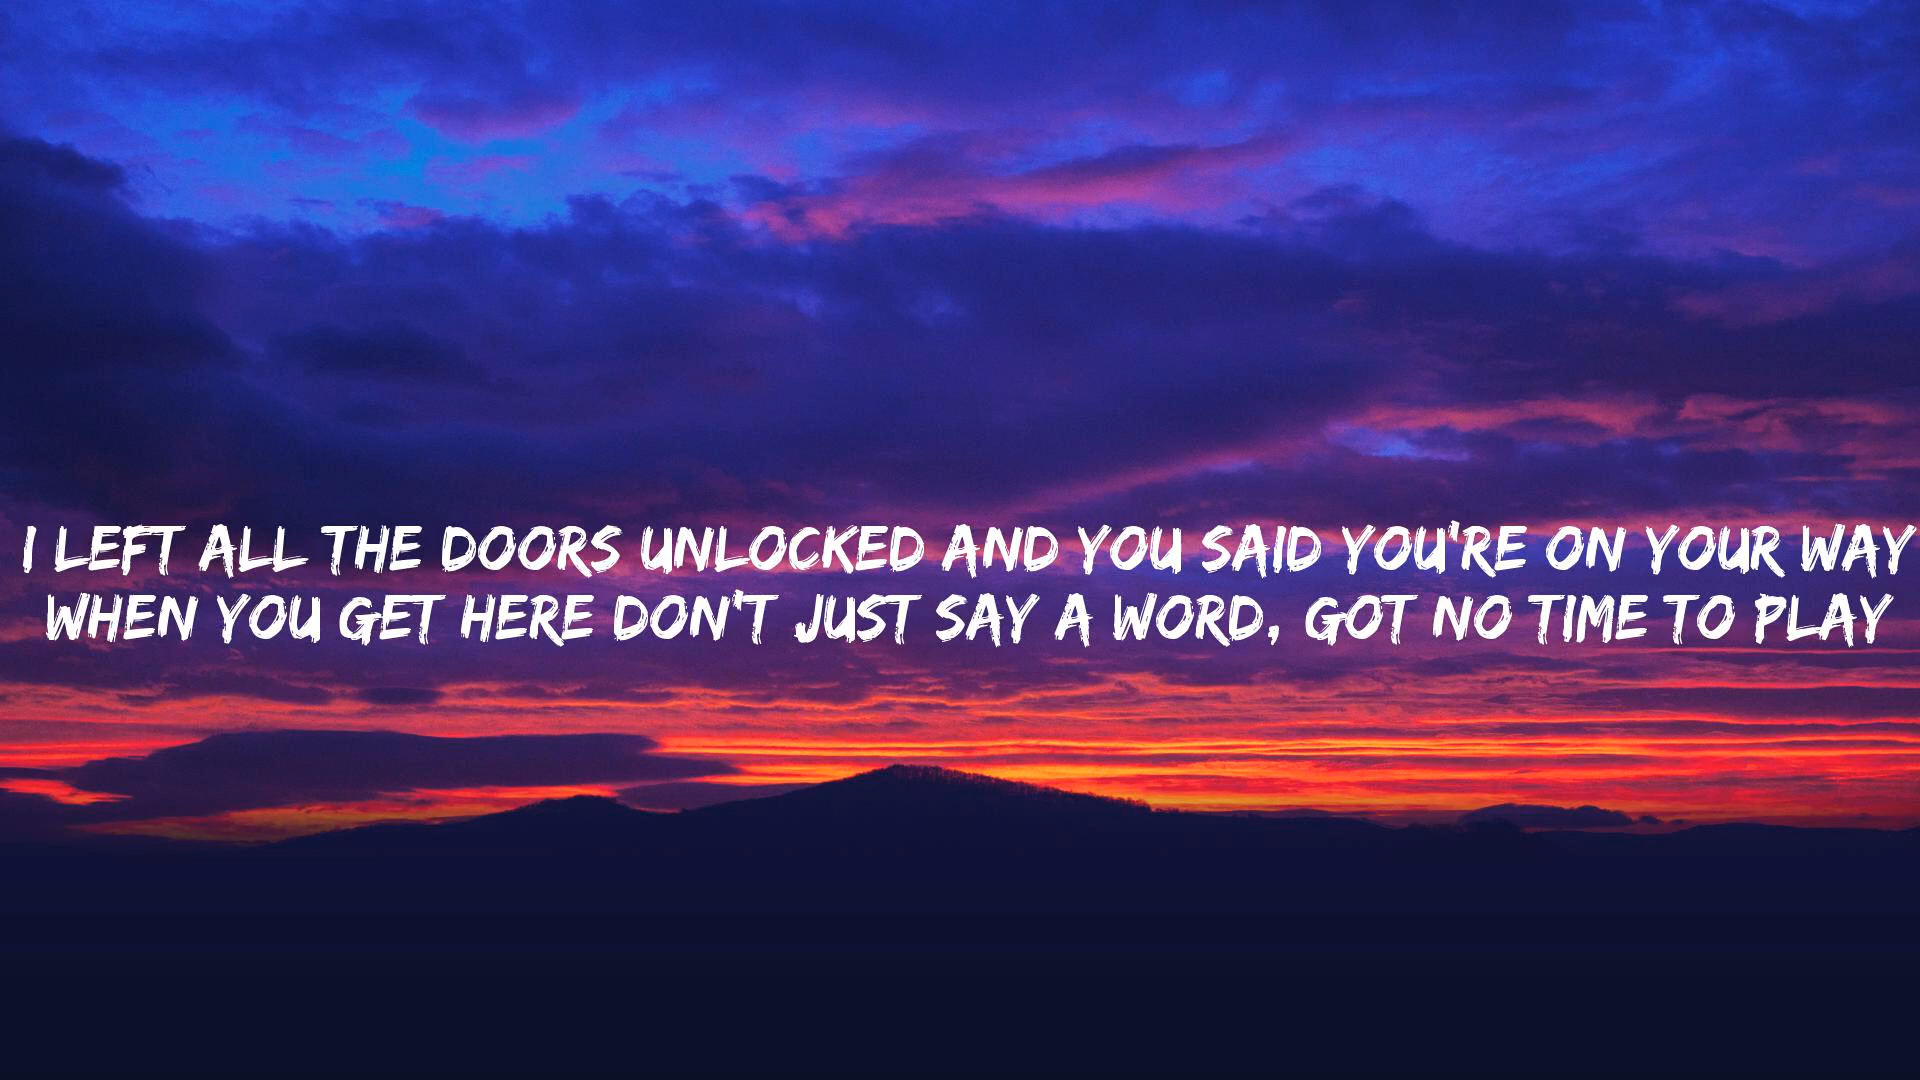 I LEFT ALL THE DOORS UNLOCKED AND YOU SAID YOU'RE ON YOUR WAY
WHEN YOU GET HERE DON'T JUST SAY A WORD, GOT NO TIME TO PLAY